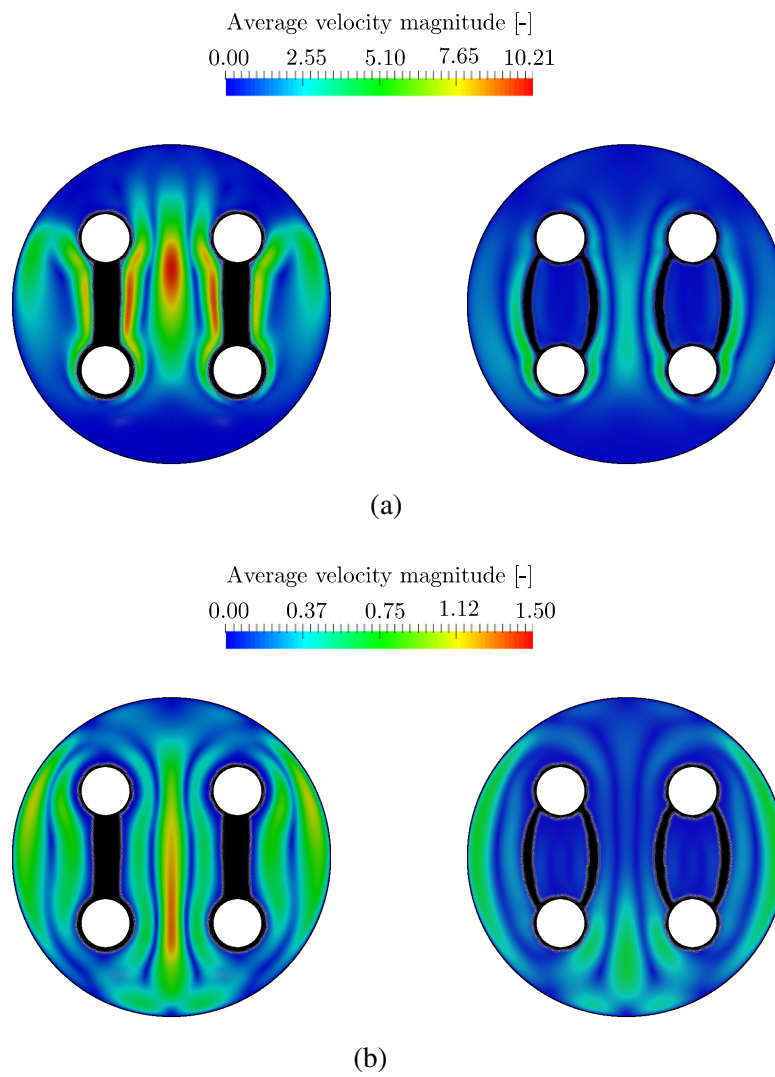 Average velocity magnitude [-]
0.00 2.55 5.10 7.65 10.21
(a)
Average velocity magnitude [-]
0.00 0.37 0.75 1.12 1.50
(b)